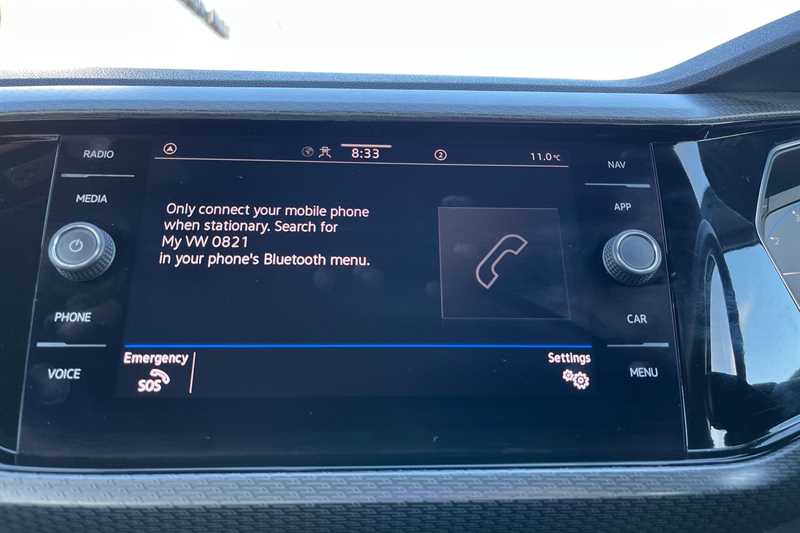 RADIO
MEDIA
PHONE
VOICE
8:33
2
11.0°C
Only connect your mobile phone
when stationary. Search for
My VW 0821
in your phone's Bluetooth menu.
Emergency
SOS
Settings
NAV
APP
CAR
MENU